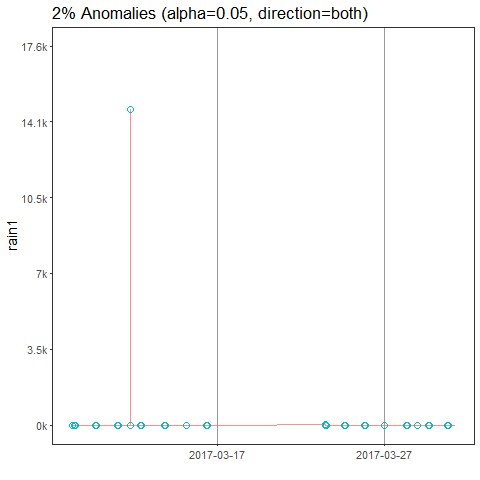 2% Anomalies (alpha=0.05, direction=both)
17.6k
14.1k
10.5k
7k
3.5k
0k
rain1
2017-03-17
2017-03-27